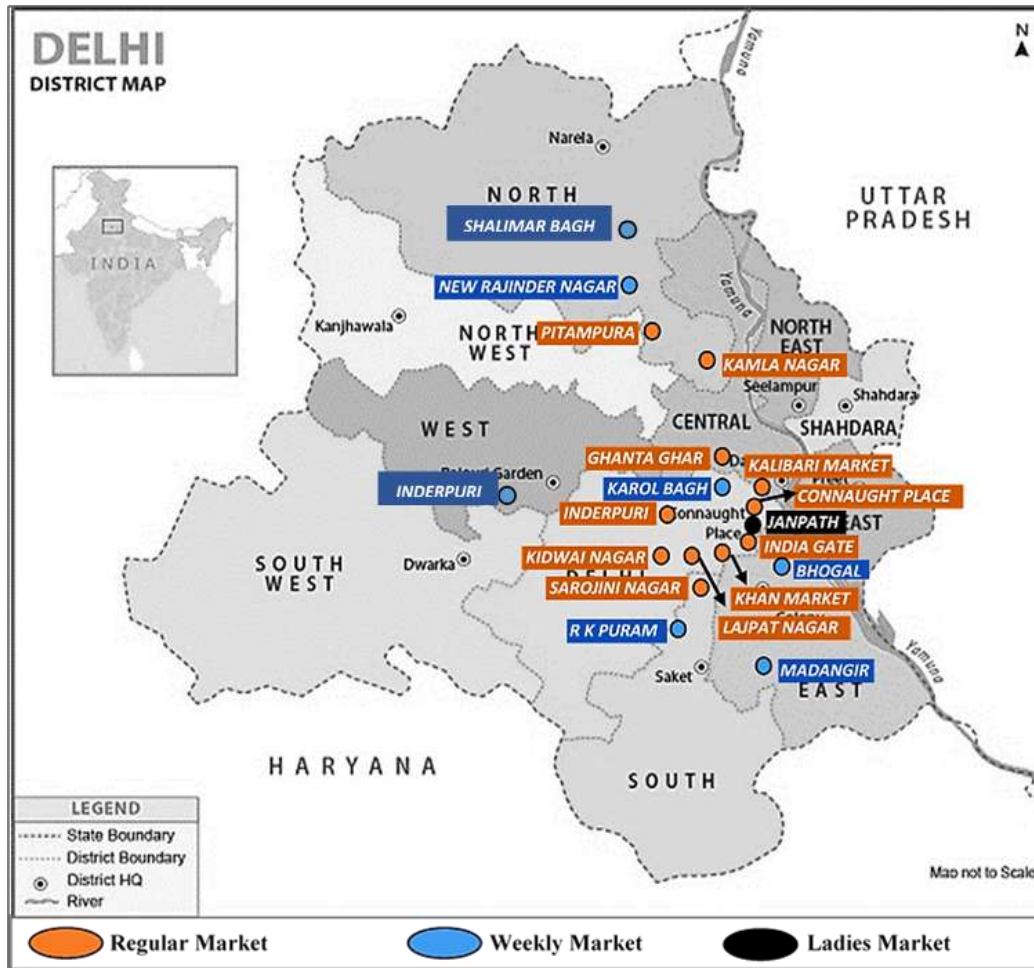 DELHI
DISTRICT MAP
N
INDIA
Yamuna
Narela
NORTH
UTTAR
PRADESH
SHALIMAR BAGH
NEW RAJINDER NAGAR
Yamuna
Kanjhawala
NORTH
WEST
PITAMPURA
NORTH
EAST
KAMLA NAGAR
Seelampur
Shahdara
SHAHDARA
CENTRAL
WEST
GHANTA GHAR
KALIBARI MARKET
Garden
INDERPURI
KAROL BAGH
CONNAUGHT PLACE
INDERPURI
Connaught
Place
JANPATH
EAST
INDIA GATE
SOUTH
WEST
Dwarka
KIDWAI NAGAR
BHOGAL
SAROJINI NAGAR
KHAN MARKET
LAJPAT NAGAR
R K PURAM
Saket
MADANGIR
EAST
Yamuna
HARYANA
SOUTH
LEGEND
State Boundary
District Boundary
District HQ
River
Map not to Scale
Regular Market
Weekly Market
Ladies Market